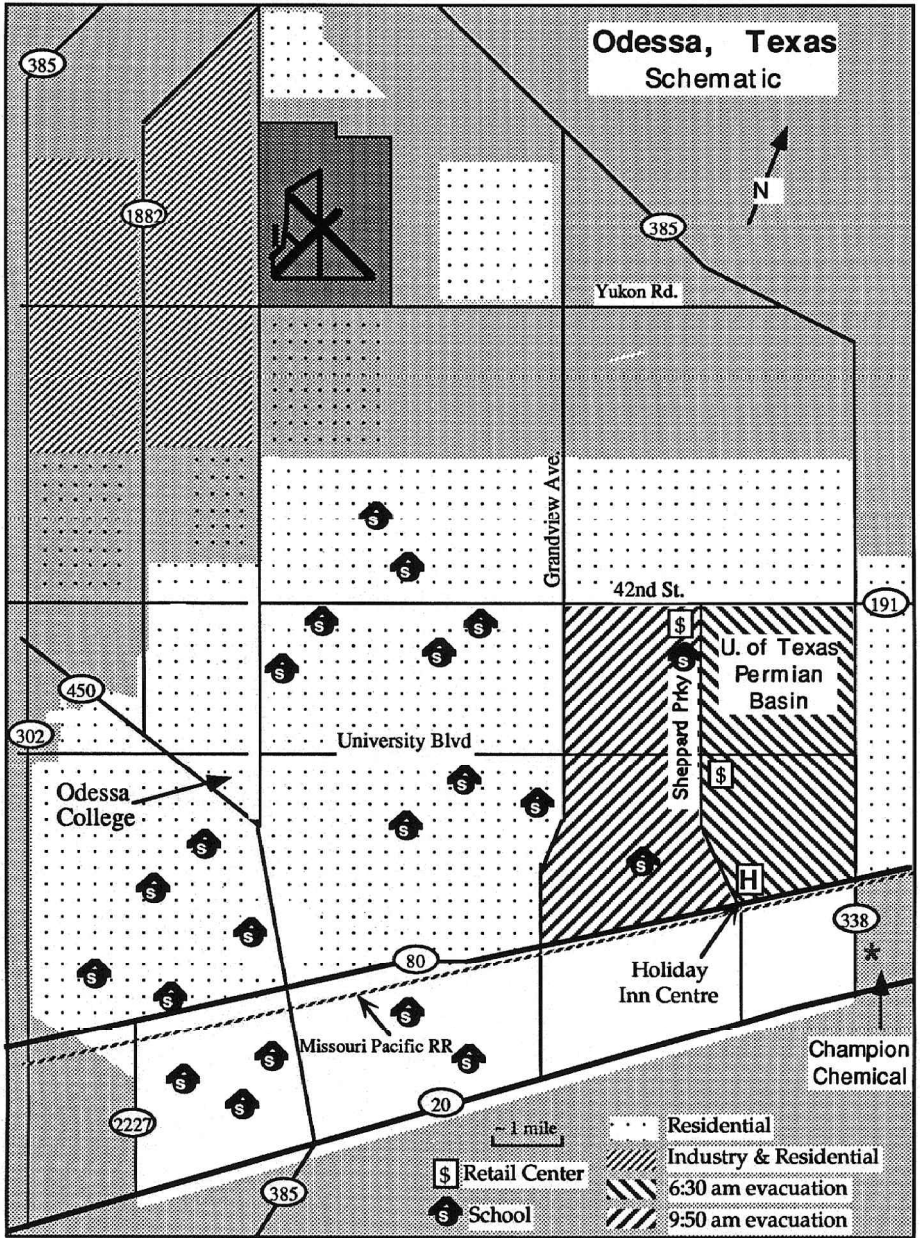 Odessa, Texas
Schematic
385
N
1882
385
Yukon Rd.
Grandview Ave.
42nd St.
191
$
S
S
S
S
S
S
S
S
U. of Texas
Permian
Basin
450
302
University Blvd
Sheppard Prky
$
Odessa
College
S
S
S
S
S
S
H
S
338
80
*
Holiday
Inn Centre
S
S
S
Missouri Pacific RR
Champion
Chemical
S
S
S
S
20
2227
~ 1 mile
Residential
$ Retail Center
Industry & Residential
385
6:30 am evacuation
S School
9:50 am evacuation